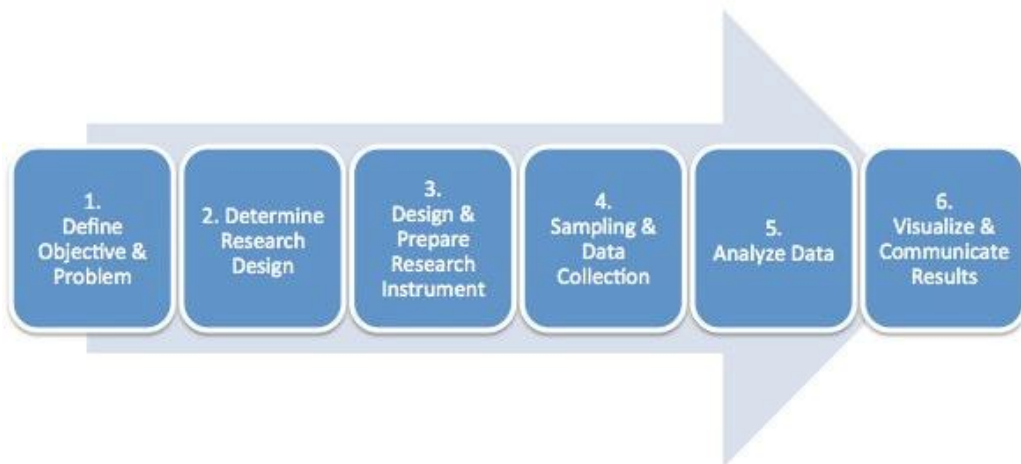 1.
Define
Objective &
Problem
2. Determine
Research
Design
3.
Design &
Prepare
Research
Instrument
4.
Sampling &
Data
Collection
5.
Analyze Data
6.
Visualize &
Communicate
Results